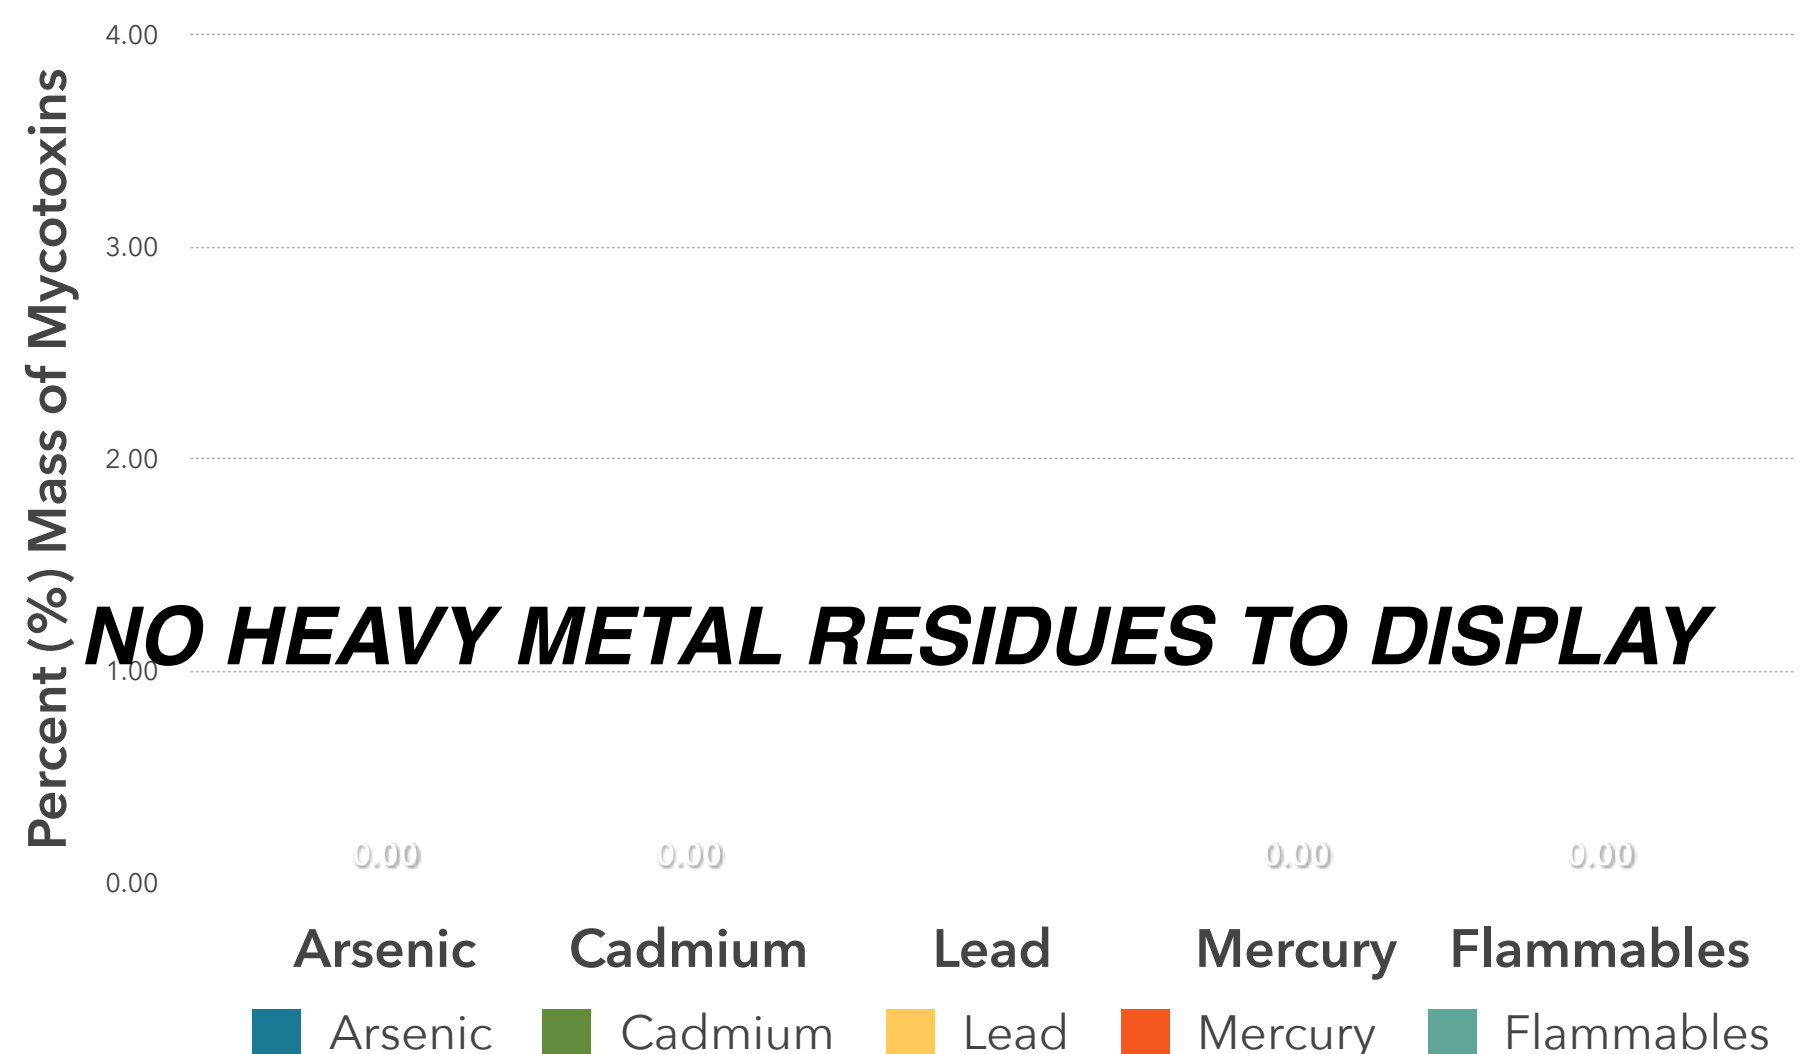 Percent (%) Mass of Mycotoxins
4.00
3.00
2.00
NO HEAVY METAL RESIDUES TO DISPLAY
1.00
0.00 0.00 0.00 0.00
0.00
Arsenic Cadmium Lead Mercury Flammables
Arsenic Cadmium Lead Mercury Flammables